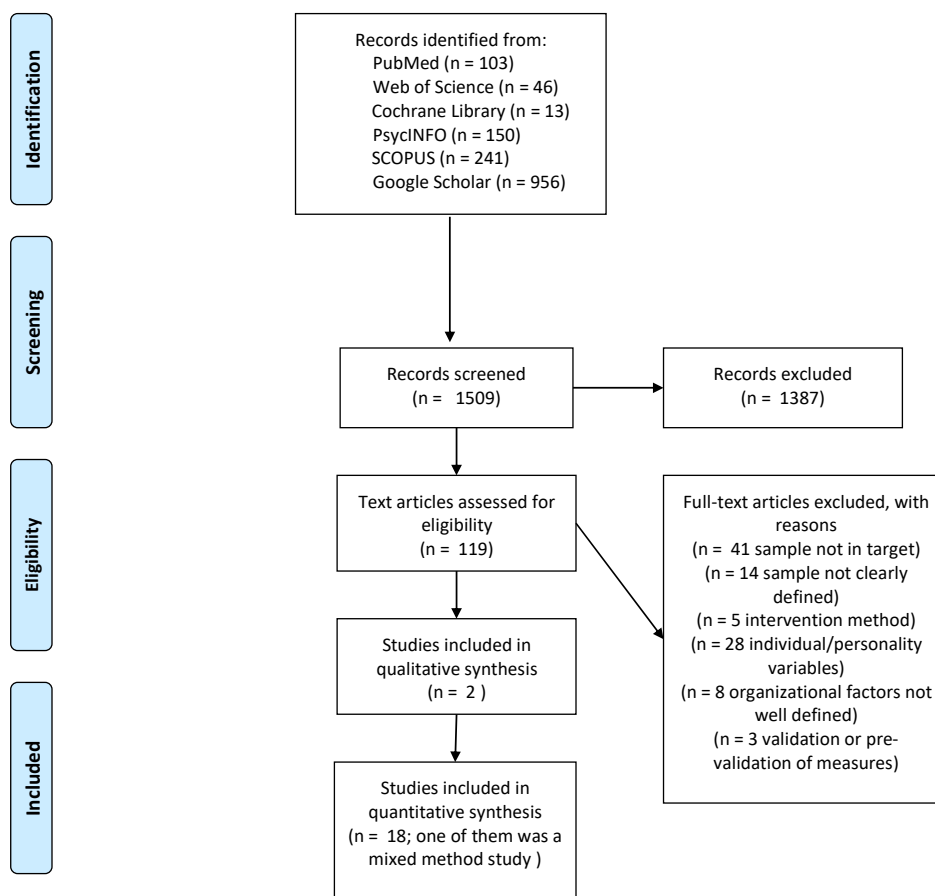 Identification
Records identified from:
PubMed (n = 103)
Web of Science (n = 46)
Cochrane Library (n = 13)
PsycINFO (n = 150)
SCOPUS (n = 241)
Google Scholar (n = 956)
Screening
Records screened
(n = 1509)
Records excluded
(n = 1387)
Eligibility
Text articles assessed for
eligibility
(n = 119)
Full-text articles excluded, with
reasons
(n = 41 sample not in target)
(n = 14 sample not clearly
defined)
(n = 5 intervention method)
(n = 28 individual/personality
variables)
(n = 8 organizational factors not
well defined)
(n = 3 validation or pre-
validation of measures)
Studies included in
qualitative synthesis
(n = 2 )
Included
Studies included in
quantitative synthesis
(n = 18; one of them was a
mixed method study )